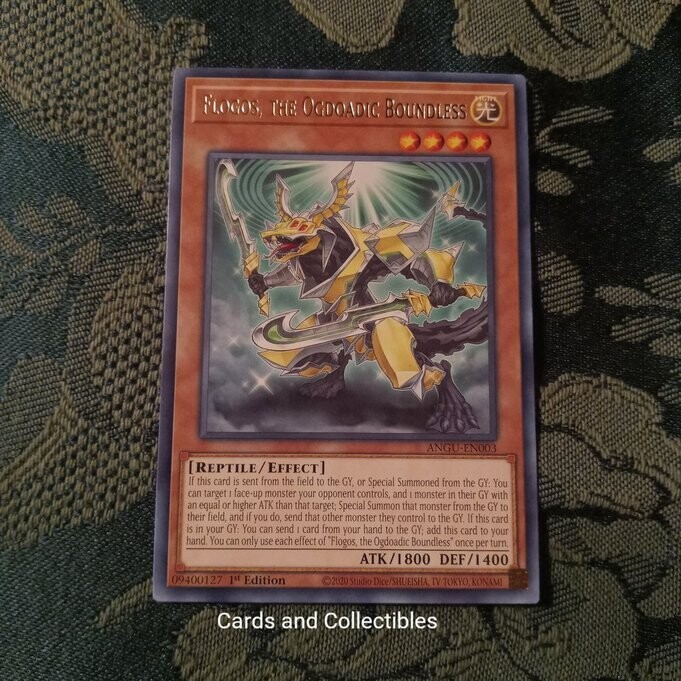 Flogos, the Ogdoadic Boundless
LIGHT
光
ANGU-EN003
[Reptile/Effect]
If this card is sent from the field to the GY, or Special Summoned from the GY: You
can target 1 face-up monster your opponent controls, and 1 monster in their GY with
an equal or higher ATK than that target; Special Summon that monster from the GY to
their field, and if you do, send that other monster they control to the GY. If this card
is in your GY: You can send 1 card from your hand to the GY; add this card to your
hand. You can only use each effect of "Flogos, the Ogdoadic Boundless" once per turn.
ATK/1800 DEF/1400
09400127 1st Edition ©2020 Studio Dice/SHUEISHA, TV TOKYO, KONAMI
Cards and Collectibles